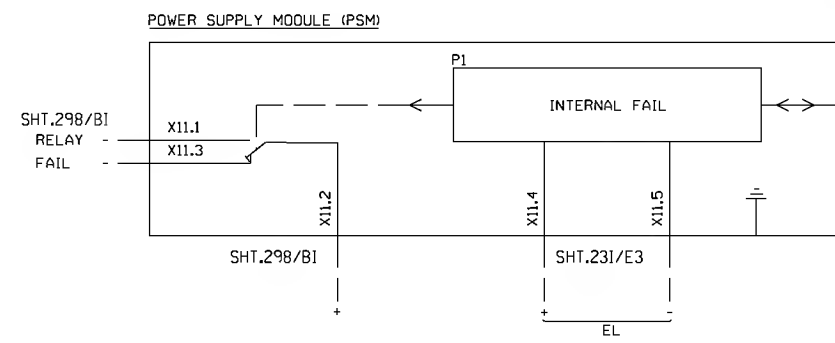 POWER SUPPLY MODULE (PSM)
P1
INTERNAL FAIL
SHT.298/BI
RELAY -
X11.1
FAIL -
X11.3
X11.2
X11.4
X11.5
SHT.298/BI
SHT.23I/E3
+
+ -
EL